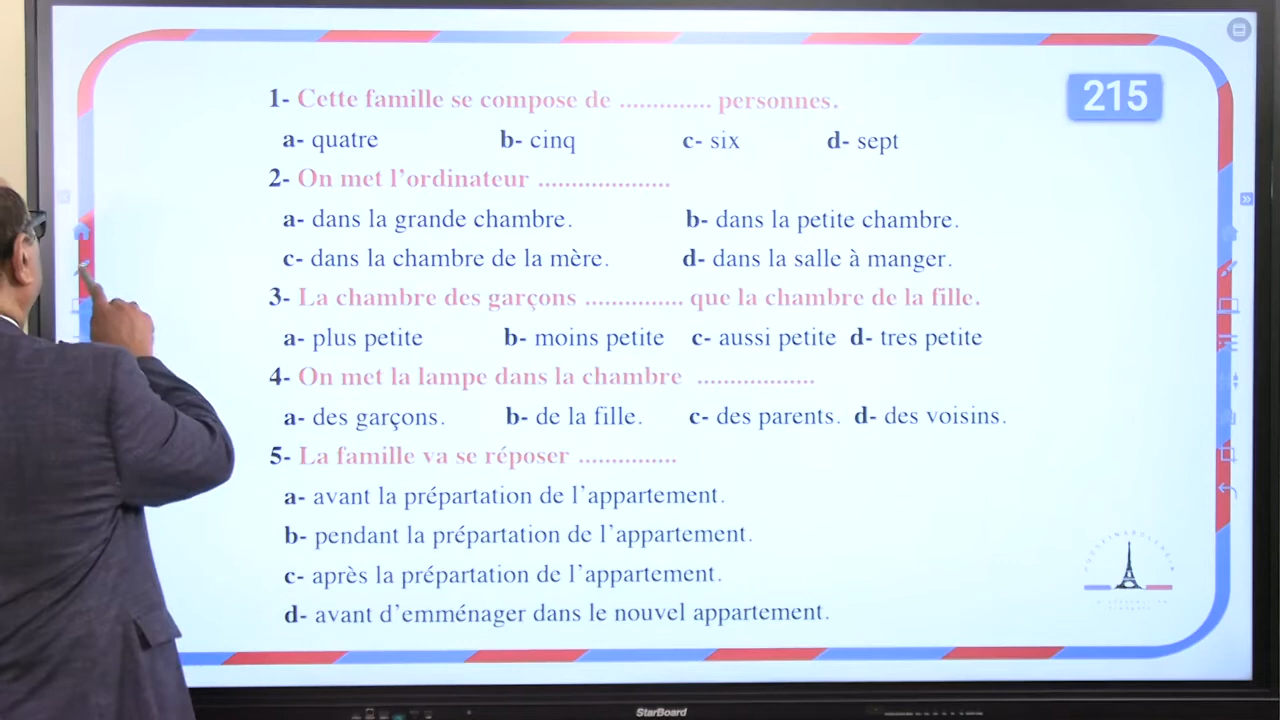 215
1- Cette famille se compose de .............. personnes.
a- quatre b- cinq c- six d- sept
2- On met l'ordinateur ....................
a- dans la grande chambre. b- dans la petite chambre.
c- dans la chambre de la mère. d- dans la salle à manger.
3- La chambre des garçons ............... que la chambre de la fille.
a- plus petite b- moins petite c- aussi petite d- tres petite
4- On met la lampe dans la chambre ..................
a- des garçons. b- de la fille. c- des parents. d- des voisins.
5- La famille va se réposer ...............
a- avant la prépartation de l'appartement.
b- pendant la prépartation de l'appartement.
c- après la prépartation de l'appartement.
d- avant d'emménager dans le nouvel appartement.
StarBoard